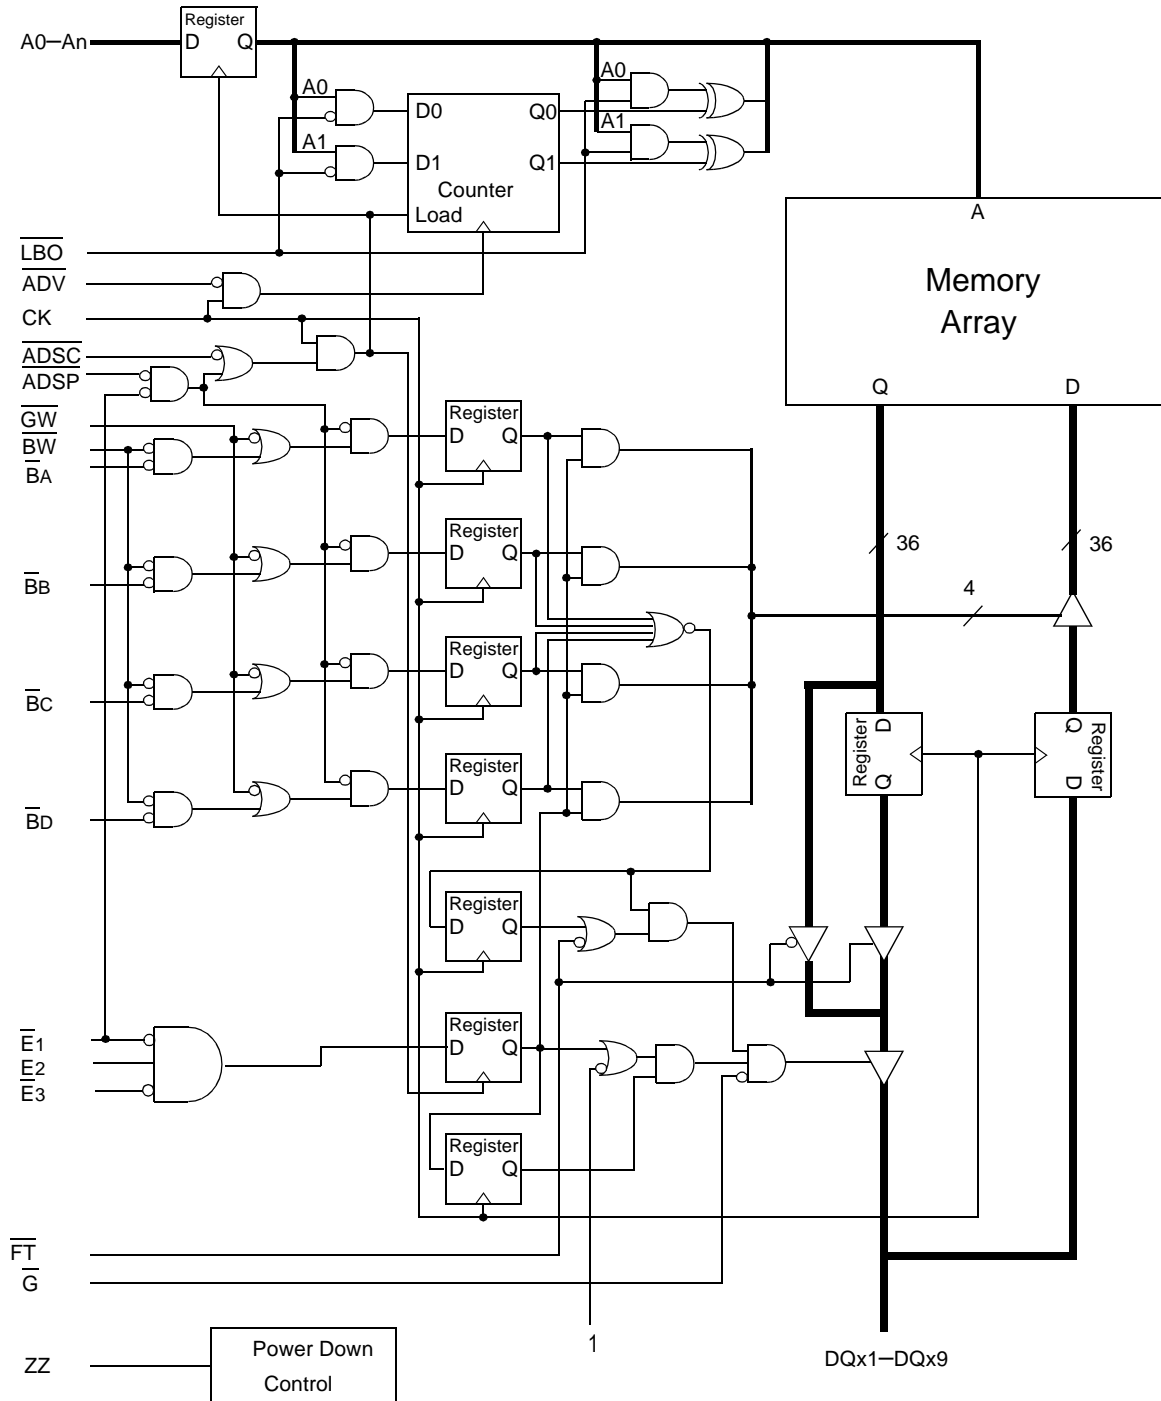 Register
A0–An
D Q
A0
A0
D0
Q0
A1
A1
D1
Q1
Counter
Load
A
LBO
ADV
Memory
CK
Array
ADSC
ADSP
Q
D
GW
Register
BW
D Q
BA
Register
36
36
D Q
BB
4
Register
D Q
BC
Register
D
Q
Q
D
Register
Register
D Q
BD
Register
D Q
Register
E1
D Q
E2
E3
Register
D Q
FT
G
1
Power Down
DQx1–DQx9
ZZ
Control